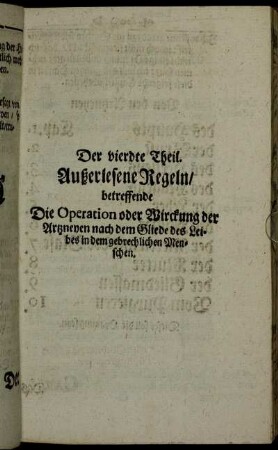 Der vierdte Theil.
Außerlesene Regeln/
betreffende
Die Operation oder Wirckung der
Artzneyen nach dem Gliede des Lei-
bes in dem gebrechlichen Men-
schen.